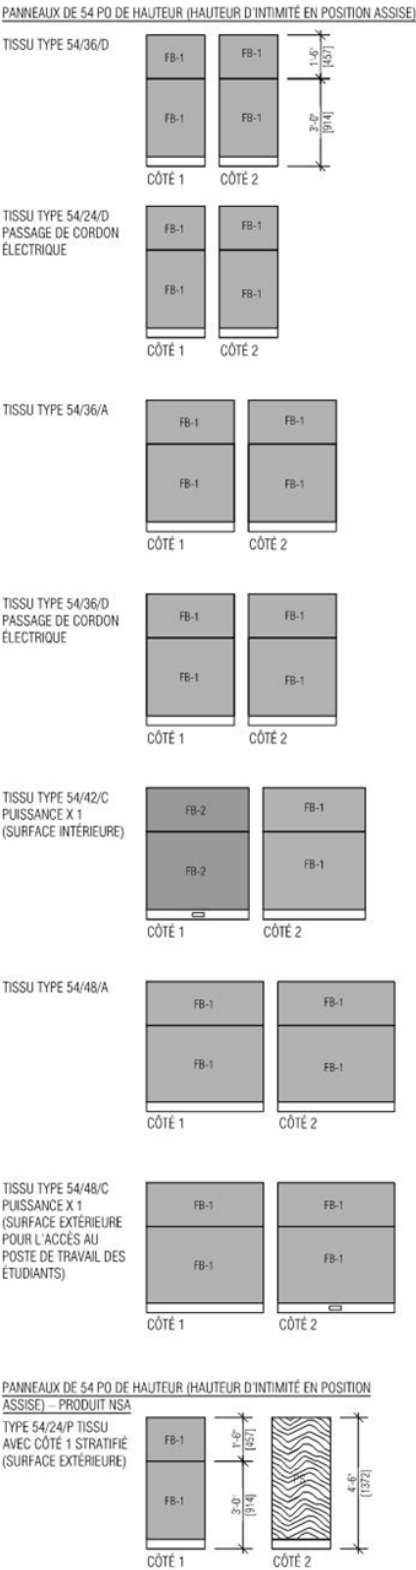 PANNEAUX DE 54 PO DE HAUTEUR (HAUTEUR D'INTIMITÉ EN POSITION ASSISE)
TISSU TYPE 54/36/D
FB-1
FB-1
1'-6"
[457]
FB-1
FB-1
3'-0"
[914]
CÔTÉ 1
CÔTÉ 2
TISSU TYPE 54/24/D
PASSAGE DE CORDON
ÉLECTRIQUE
FB-1
FB-1
FB-1
FB-1
CÔTÉ 1
CÔTÉ 2
TISSU TYPE 54/36/A
FB-1
FB-1
FB-1
FB-1
CÔTÉ 1
CÔTÉ 2
TISSU TYPE 54/36/D
PASSAGE DE CORDON
ÉLECTRIQUE
FB-1
FB-1
FB-1
FB-1
CÔTÉ 1
CÔTÉ 2
TISSU TYPE 54/42/C
PUISSANCE X 1
(SURFACE INTÉRIEURE)
FB-2
FB-1
FB-2
FB-1
CÔTÉ 1
CÔTÉ 2
TISSU TYPE 54/48/A
FB-1
FB-1
FB-1
FB-1
CÔTÉ 1
CÔTÉ 2
TISSU TYPE 54/48/C
PUISSANCE X 1
(SURFACE EXTÉRIEURE
POUR L'ACCÈS AU
POSTE DE TRAVAIL DES
ÉTUDIANTS)
FB-1
FB-1
FB-1
FB-1
CÔTÉ 1
CÔTÉ 2
PANNEAUX DE 54 PO DE HAUTEUR (HAUTEUR D'INTIMITÉ EN POSITION
ASSISE) – PRODUIT NSA
TYPE 54/24/P TISSU
AVEC CÔTÉ 1 STRATIFIÉ
(SURFACE EXTÉRIEURE)
FB-1
1'-6"
[457]
FB-1
3'-0"
[914]
4'-6"
[1372]
CÔTÉ 1
CÔTÉ 2